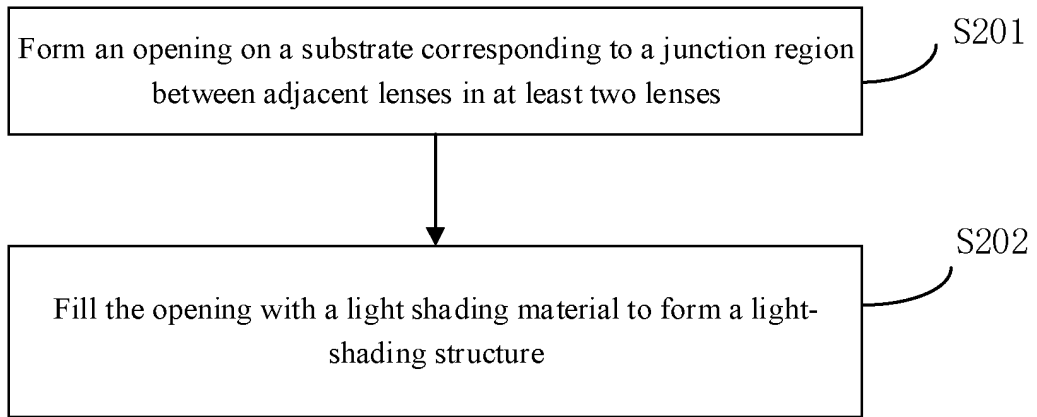 Form an opening on a substrate corresponding to a junction region
between adjacent lenses in at least two lenses
S201
Fill the opening with a light shading material to form a light-
shading structure
S202